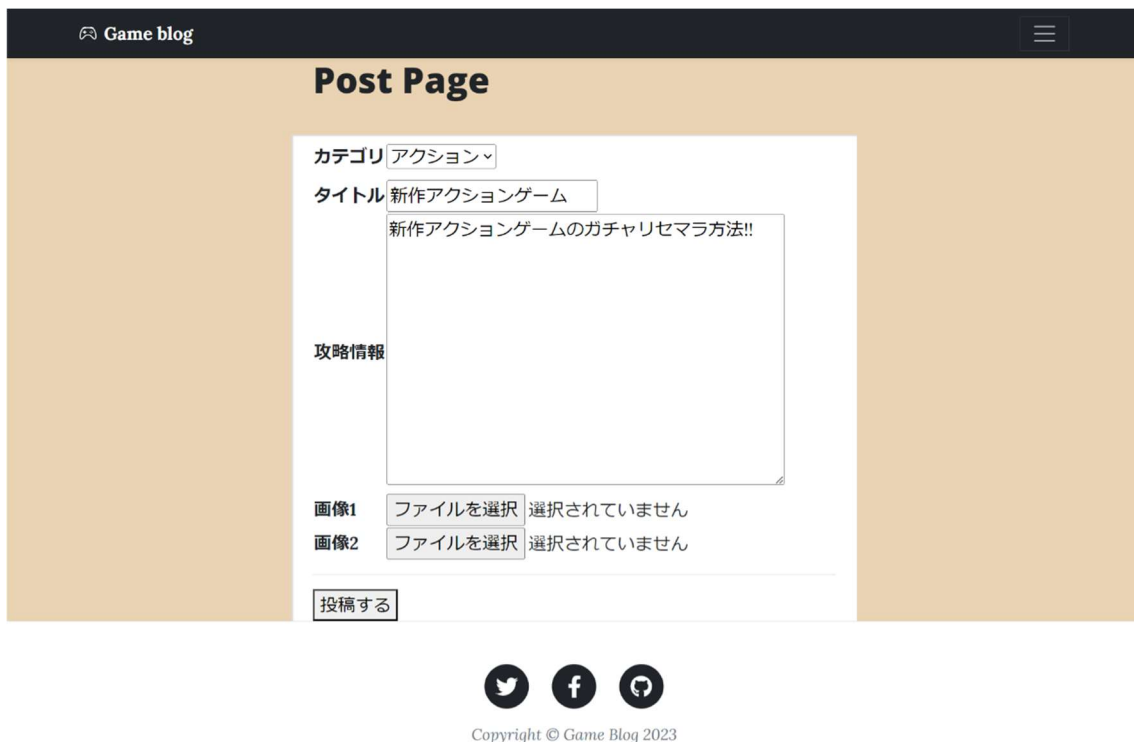 Game blog
Post Page
カテゴリ アクション
タイトル 新作アクションゲーム
新作アクションゲームのガチャリセマラ方法!!
攻略情報
画像1 ファイルを選択 選択されていません
画像2 ファイルを選択 選択されていません
投稿する
Copyright © Game Blog 2023